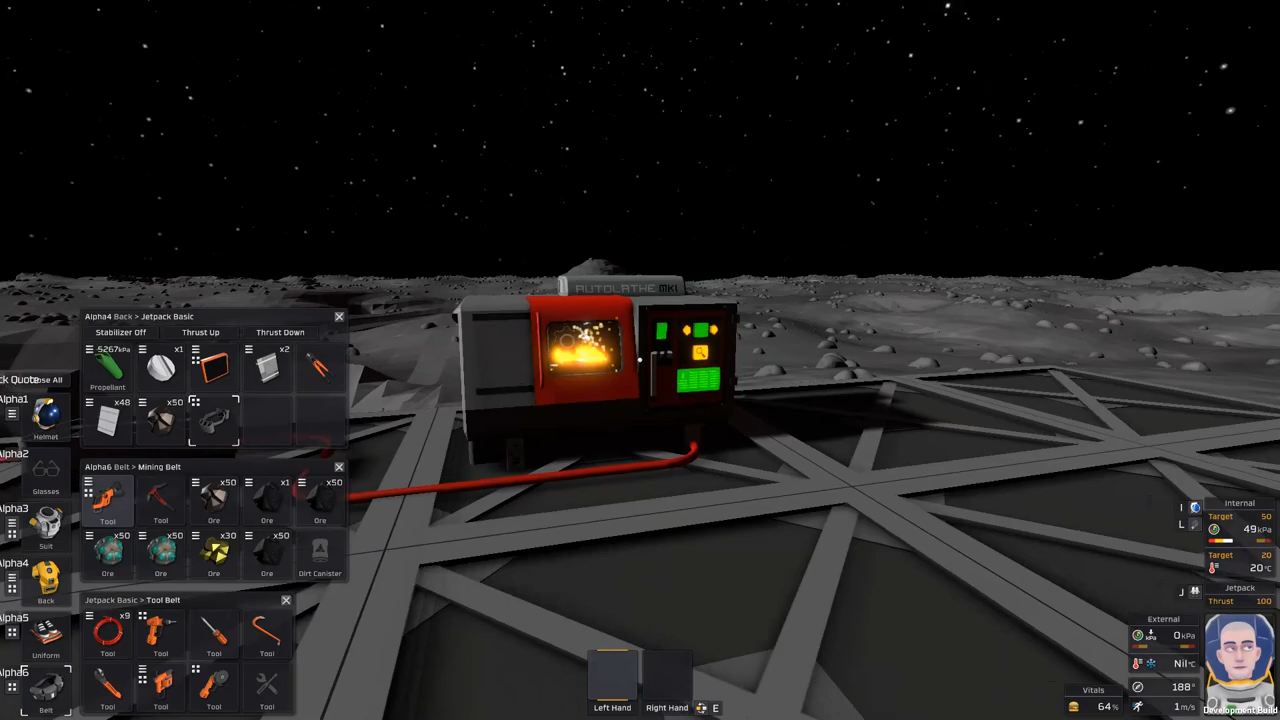 AUTOLATHE MK1
Alpha4 Back > Jetpack Basic
Stabilizer Off
Thrust Up
Thrust Down
5267kPa
x1
x2
Propellant
x48
x50
ck Quote
ose All
Alpha1
Helmet
Alpha2
Glasses
Alpha3
Suit
Alpha4
Back
Alpha5
Uniform
Alpha6
Belt
Alpha6 Belt > Mining Belt
x50
x1
x50
Tool
Tool
Ore
Ore
Ore
x50
x50
x30
x50
Ore
Ore
Ore
Ore
Dirt Canister
Jetpack Basic > Tool Belt
x9
Tool
Tool
Tool
Tool
Tool
Tool
Tool
Tool
Left Hand
Right Hand
E
I
L
Internal
Target 50
49kPa
Target 20
20°C
J
Jetpack
Thrust 100
External
kPa
0kPa
Nil°C
188°
1m/s
Vitals
64%
Development Build